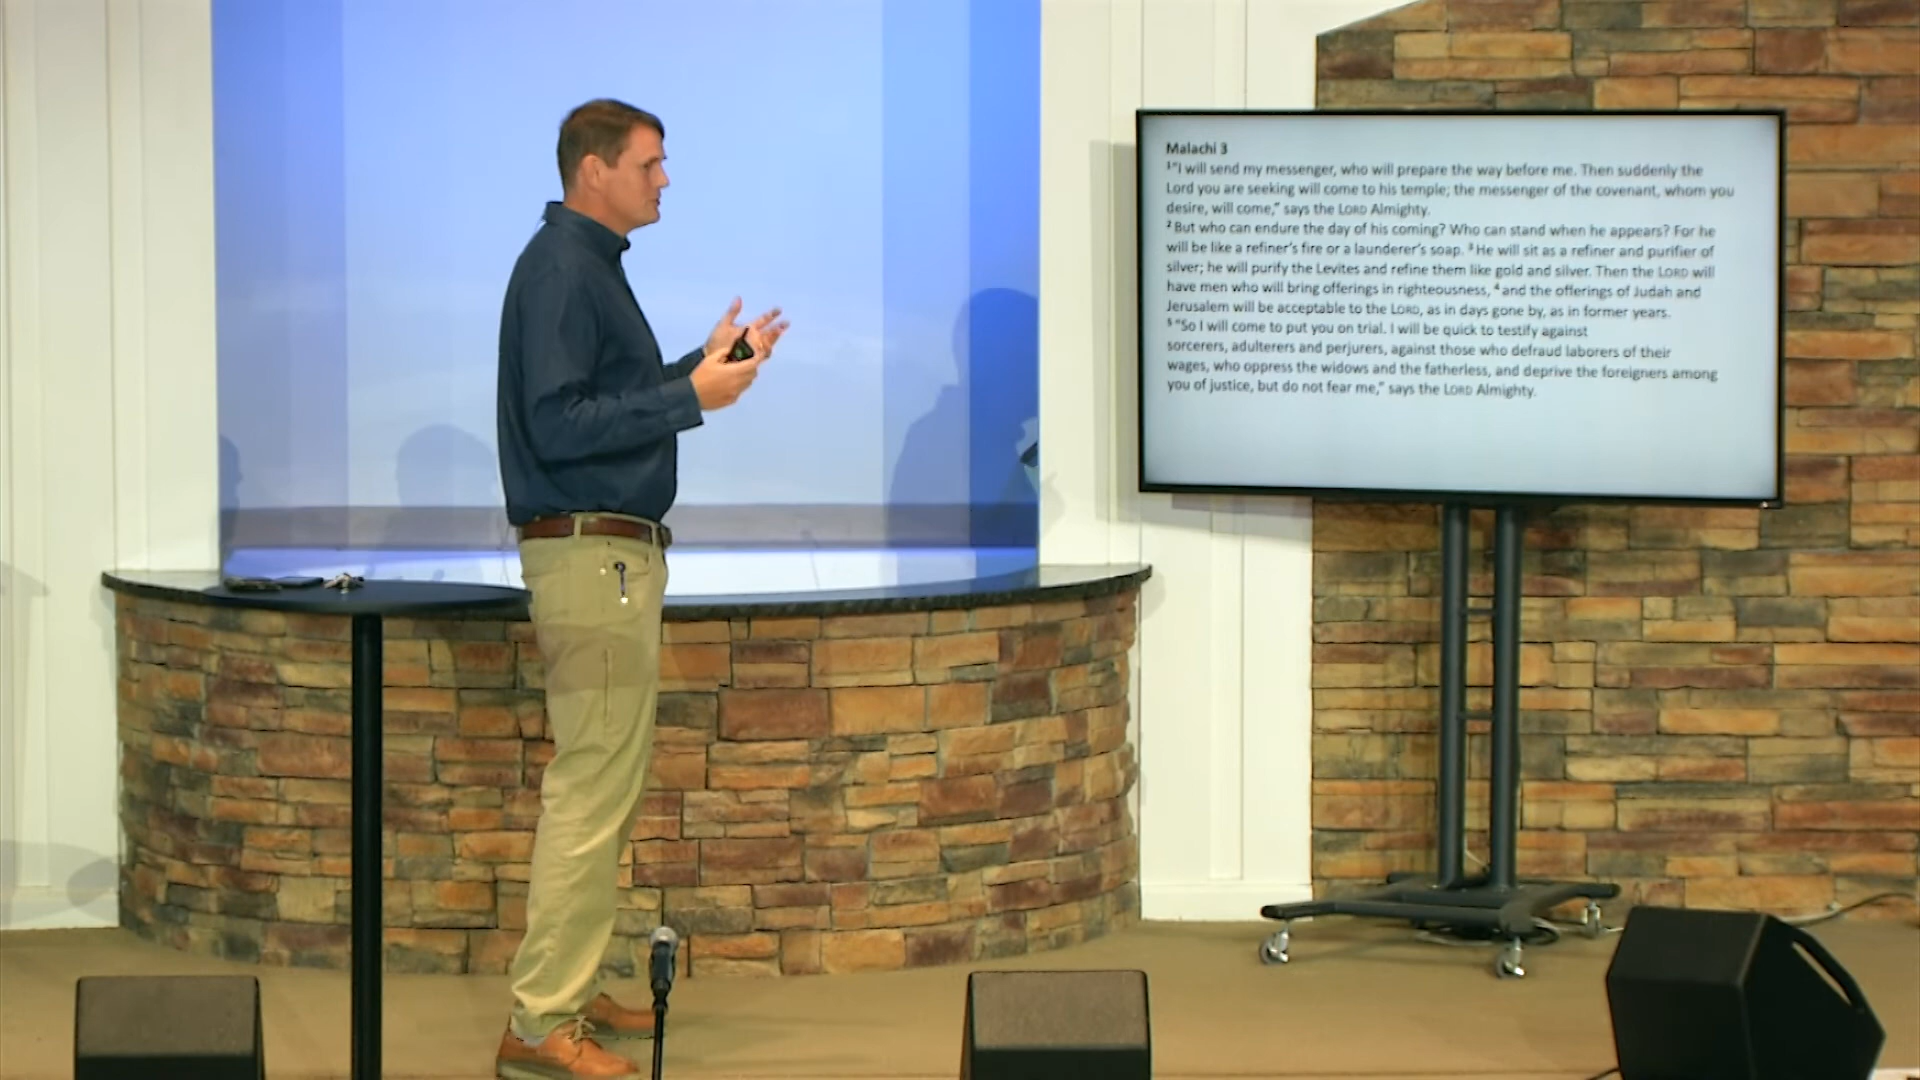 Malachi 3
¹"I will send my messenger, who will prepare the way before me. Then suddenly the
Lord you are seeking will come to his temple; the messenger of the covenant, whom you
desire, will come," says the LORD Almighty.
²But who can endure the day of his coming? Who can stand when he appears? For he
will be like a refiner's fire or a launderer's soap. ³He will sit as a refiner and purifier of
silver; he will purify the Levites and refine them like gold and silver. Then the LORD will
have men who will bring offerings in righteousness, ⁴and the offerings of Judah and
Jerusalem will be acceptable to the LORD, as in days gone by, as in former years.
⁵"So I will come to put you on trial. I will be quick to testify against
sorcerers, adulterers and perjurers, against those who defraud laborers of their
wages, who oppress the widows and the fatherless, and deprive the foreigners among
you of justice, but do not fear me," says the LORD Almighty.